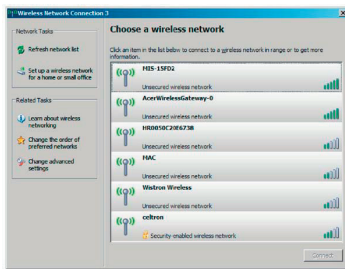 Wireless Network Connection 3
Network Tasks
Refresh network list
Set up a wireless network
for a home or small office
Related Tasks
Learn about wireless
networking
Change the order of
preferred networks
Change advanced
settings
Choose a wireless network
Click an item in the list below to connect to a wireless network in range or to get more
information.
MIS-15FD2
Unsecured wireless network
AcerWirelessGateway-0
Unsecured wireless network
HR0050C20E6738
Unsecured wireless network
MAC
Unsecured wireless network
Wistron Wireless
Unsecured wireless network
celtron
Security-enabled wireless network
Connect